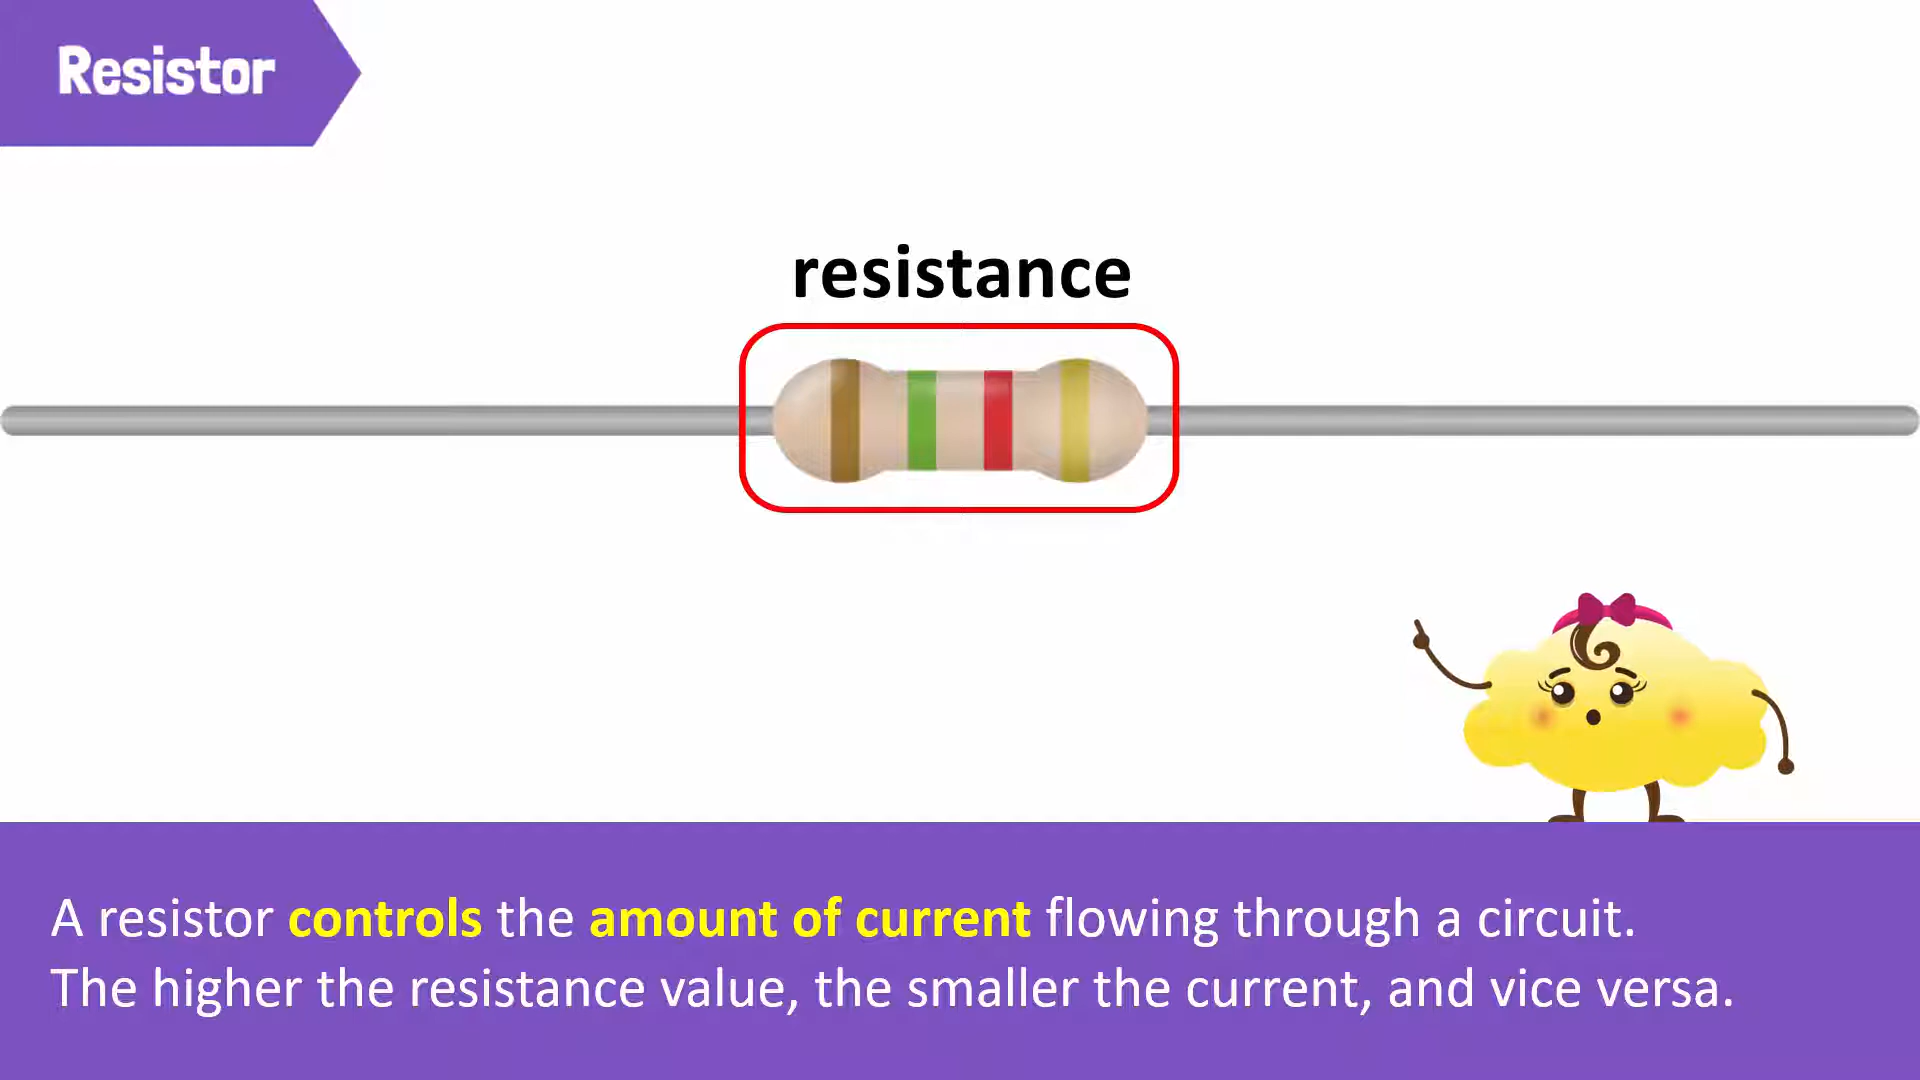 Resistor
resistance
A resistor controls the amount of current flowing through a circuit.
The higher the resistance value, the smaller the current, and vice versa.